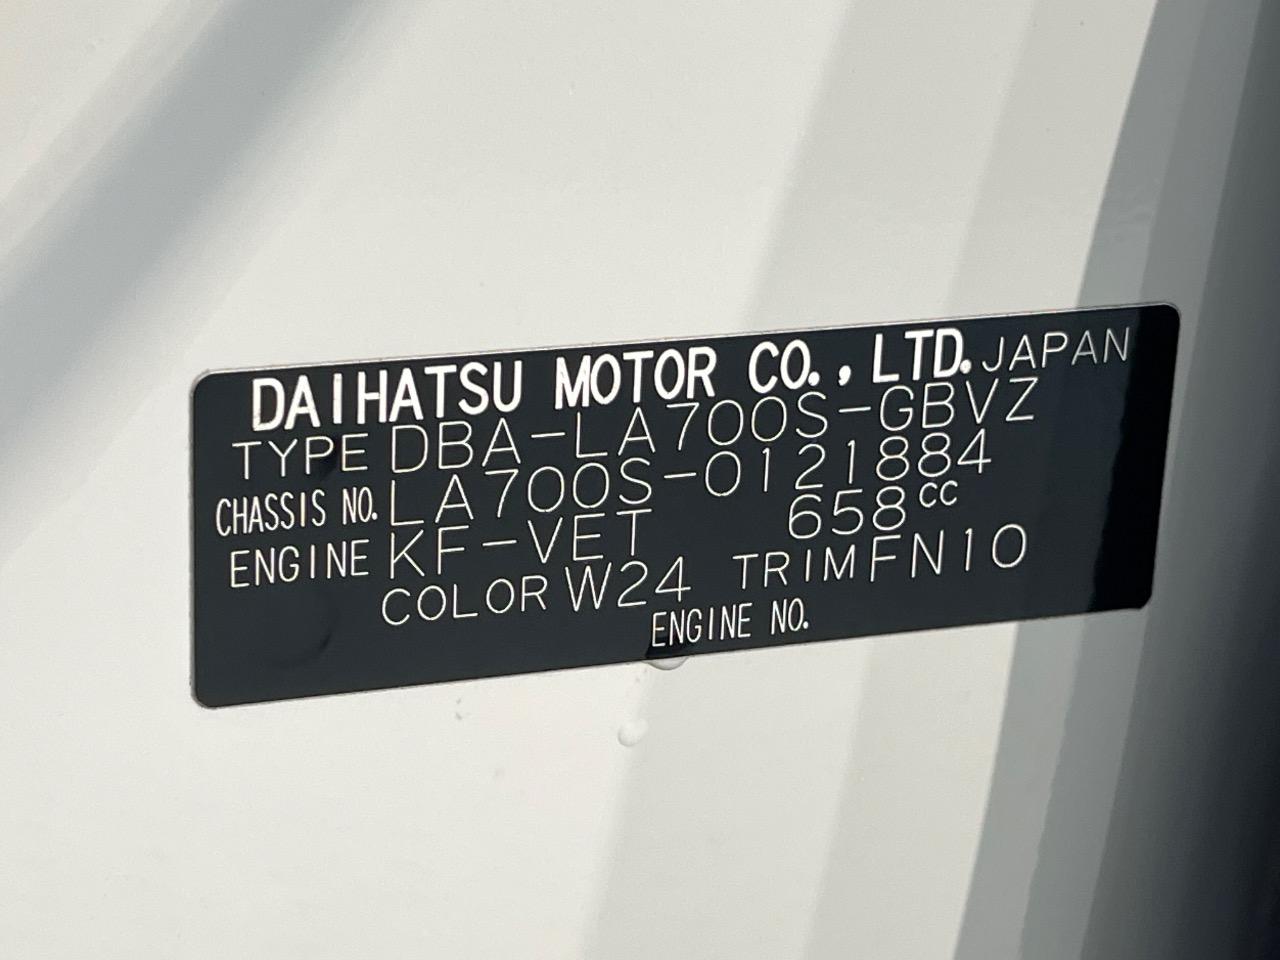 DAIHATSU MOTOR CO., LTD. JAPAN
TYPE DBA-LA700S-GBVZ
CHASSIS NO. LA700S-0121884
ENGINE KF-VET 658cc
COLOR W24 TRIM FN10
ENGINE NO.